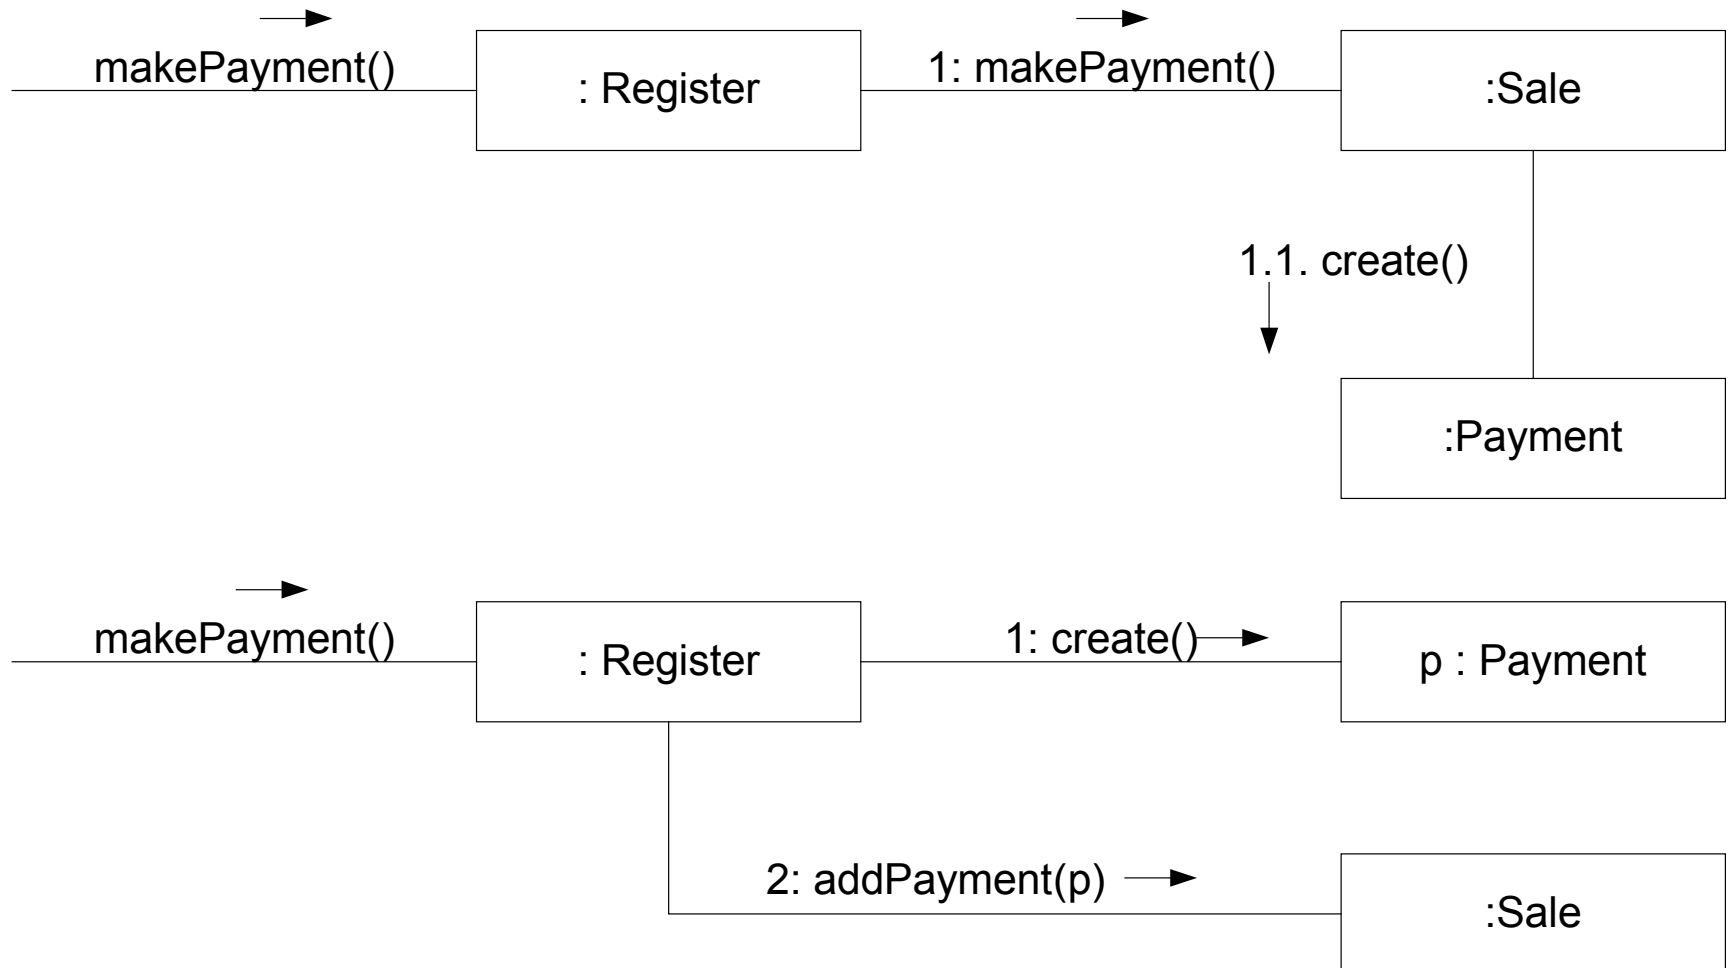 makePayment()
: Register
1: makePayment()
:Sale
1.1. create()
:Payment
makePayment()
: Register
1: create()
p : Payment
2: addPayment(p)
:Sale